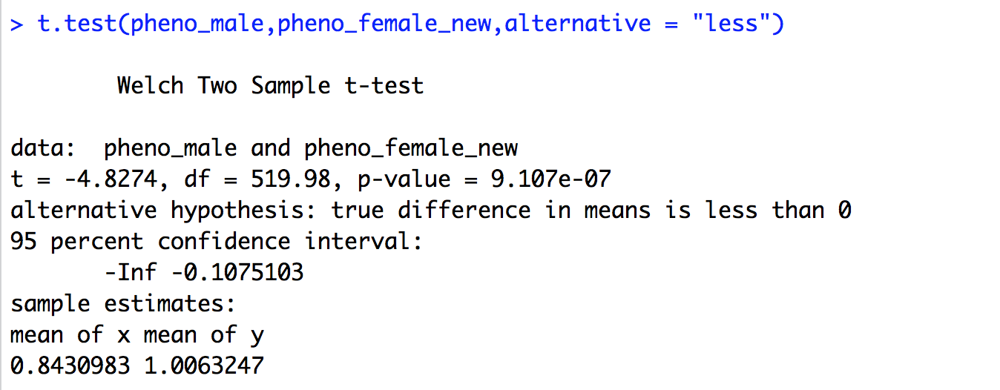 > t.test(pheno_male,pheno_female_new,alternative = "less")
Welch Two Sample t-test
data:  pheno_male and pheno_female_new
t = -4.8274, df = 519.98, p-value = 9.107e-07
alternative hypothesis: true difference in means is less than 0
95 percent confidence interval:
-Inf -0.1075103
sample estimates:
mean of x mean of y
0.8430983 1.0063247